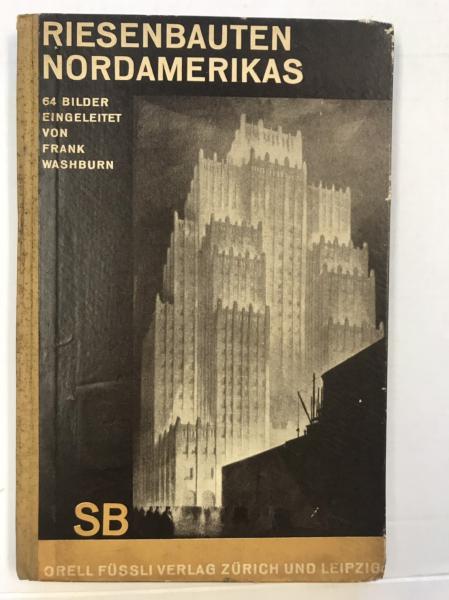 RIESENBAUTEN
NORDAMERIKAS
64 BILDER
EINGELEITET
VON
FRANK
WASHBURN
SB
ORELL FÜSSLI VERLAG ZÜRICH UND LEIPZIG